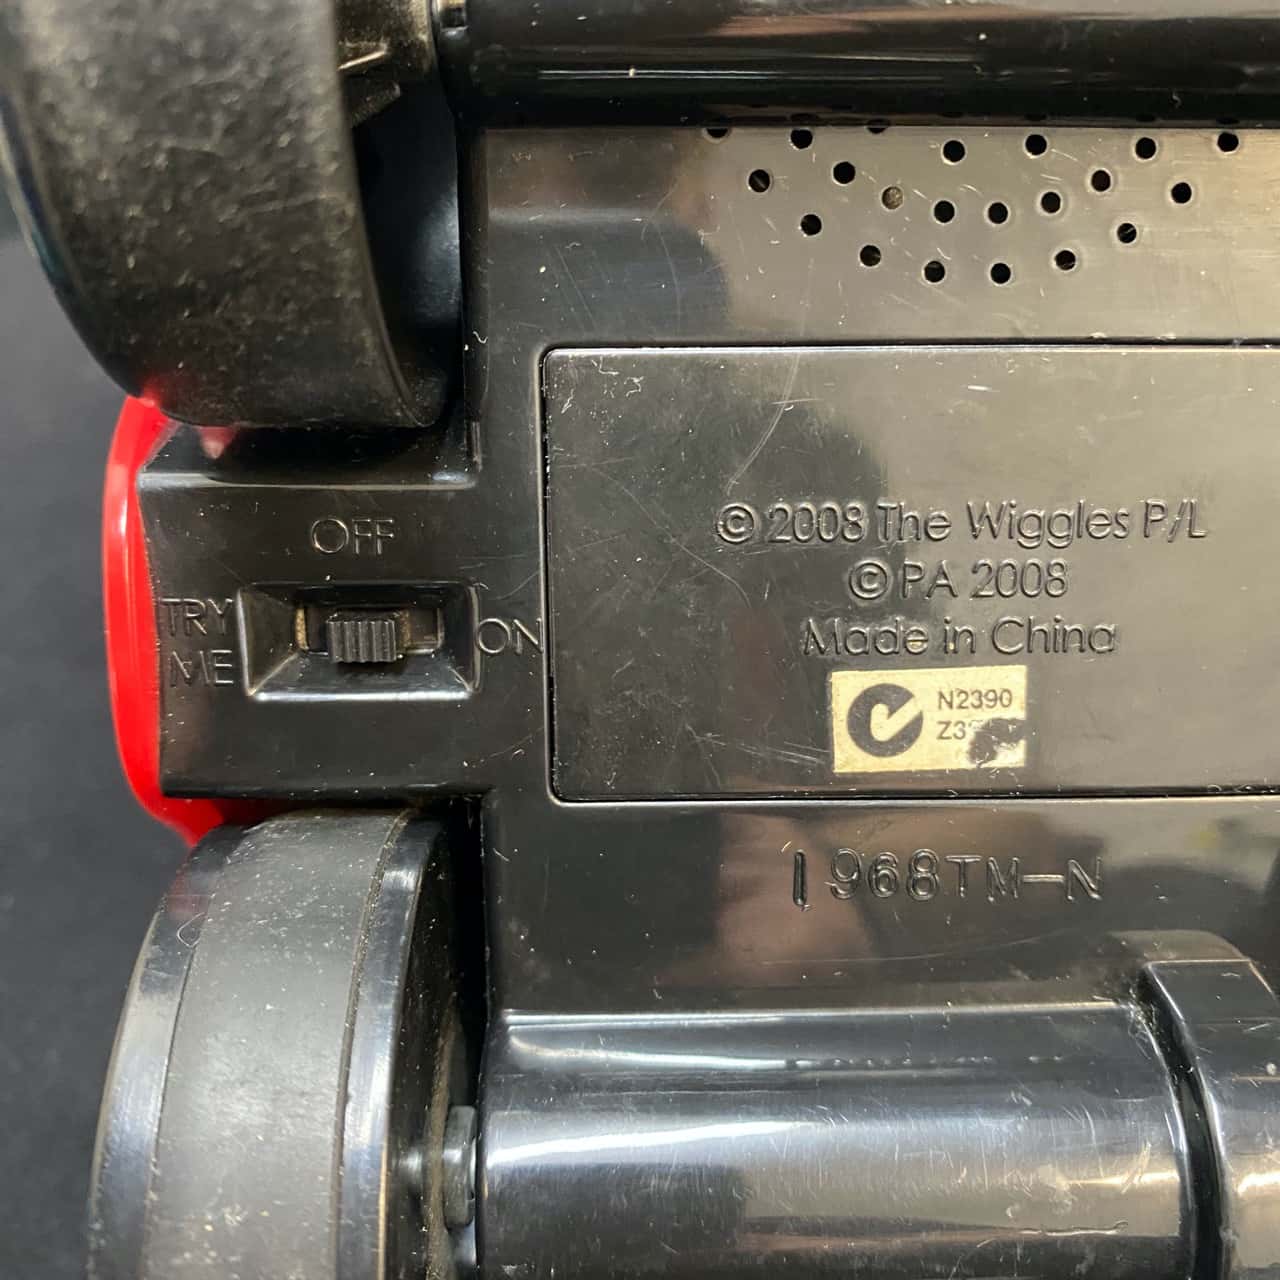 OFF
TRY
ME
ON
© 2008 The Wiggles P/L
© PA 2008
Made in China
N2390
1968TM-N